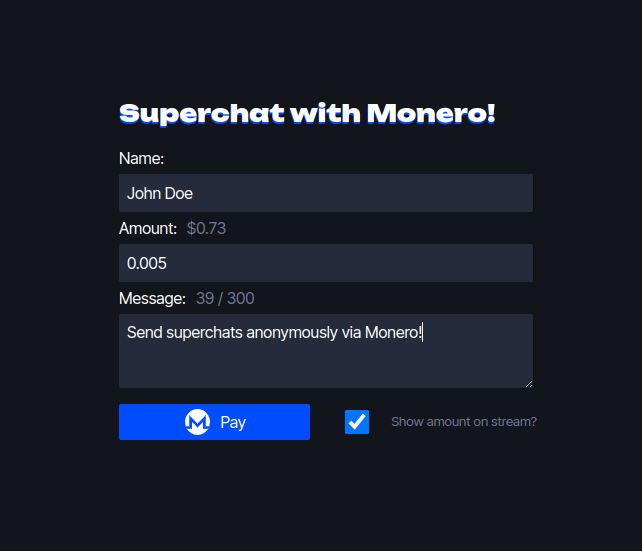 Superchat with Monero!
Name:
John Doe
Amount: $0.73
0.005
Message: 39 / 300
Send superchats anonymously via Monero!
Pay
Show amount on stream?